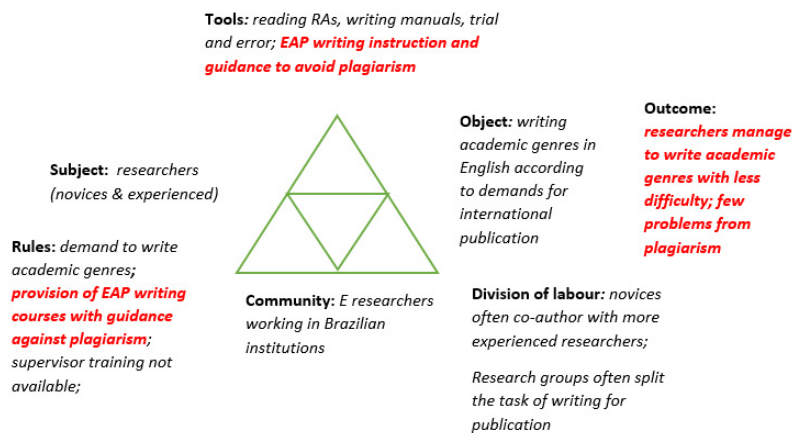 Tools: reading RAs, writing manuals, trial
and error; EAP writing instruction and
guidance to avoid plagiarism
Subject: researchers
(novices & experienced)
Object: writing
academic genres in
English according
to demands for
international
publication
Outcome:
researchers manage
to write academic
genres with less
difficulty; few
problems from
plagiarism
Rules: demand to write
academic genres;
provision of EAP writing
courses with guidance
against plagiarism;
supervisor training not
available;
Community: E researchers
working in Brazilian
institutions
Division of labour: novices
often co-author with more
experienced researchers;
Research groups often split
the task of writing for
publication